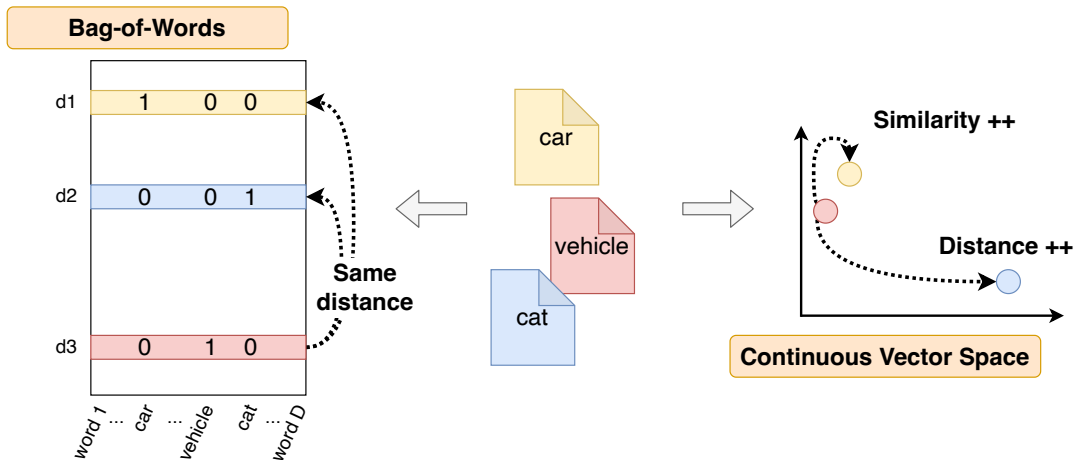 Bag-of-Words
d1 1 0 0
d2 0 0 1
Same
distance
d3 0 1 0
word 1 ... car ... vehicle cat ... word D
car
vehicle
cat
Similarity ++
Distance ++
Continuous Vector Space